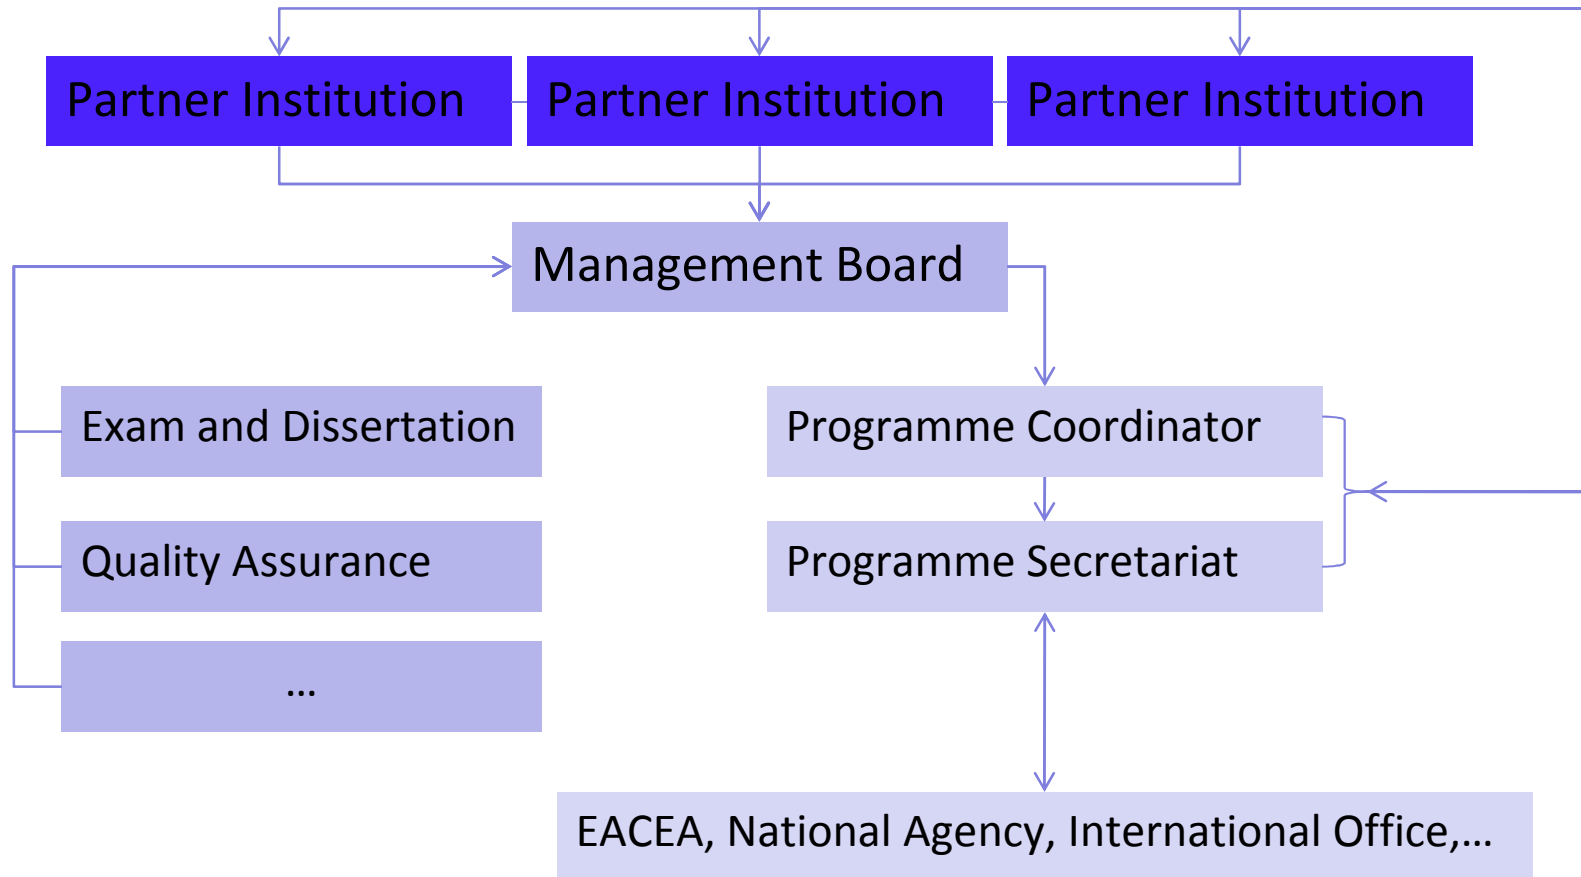 Partner Institution
Partner Institution
Partner Institution
Management Board
Exam and Dissertation
Programme Coordinator
Quality Assurance
Programme Secretariat
...
EACEA, National Agency, International Office,...